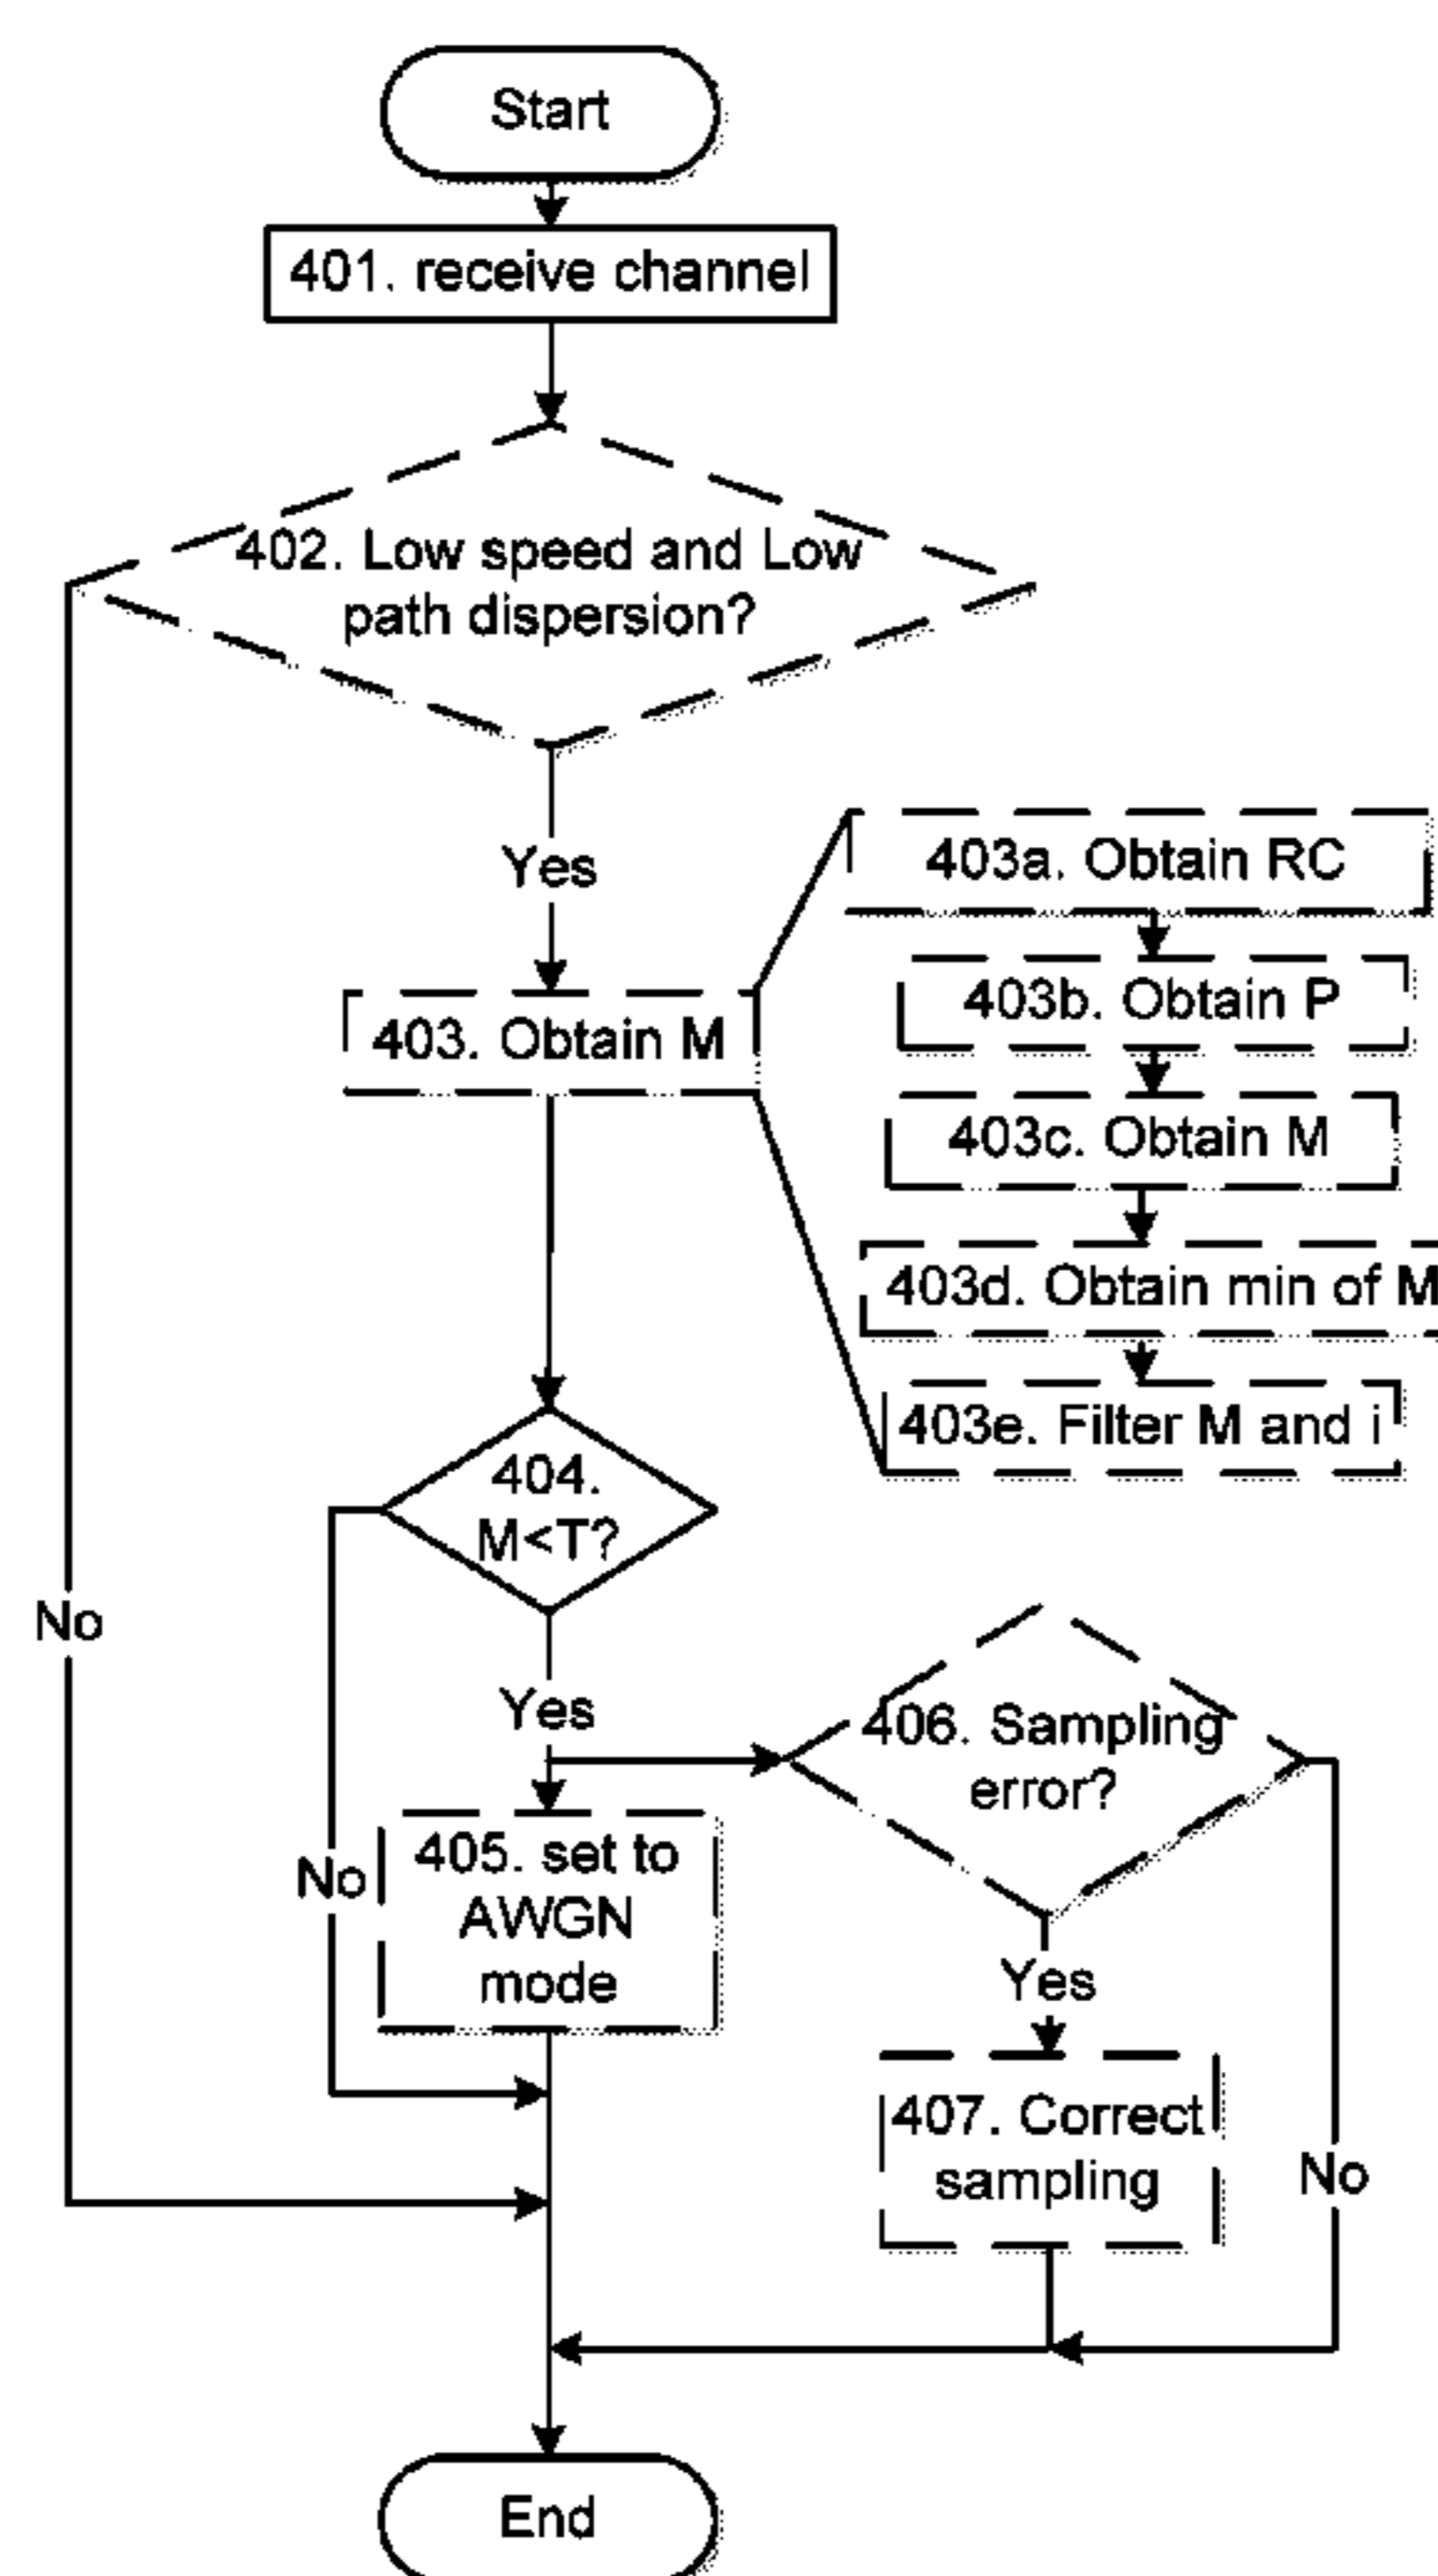 Start
401. receive channel
402. Low speed and Low
path dispersion?
Yes
403a. Obtain RC
403b. Obtain P
403. Obtain M
403c. Obtain M
403d. Obtain min of M
403e. Filter M and i
404.
M<T?
No
Yes
406. Sampling
error?
405. set to
AWGN
mode
No
Yes
407. Correct
sampling
No
End